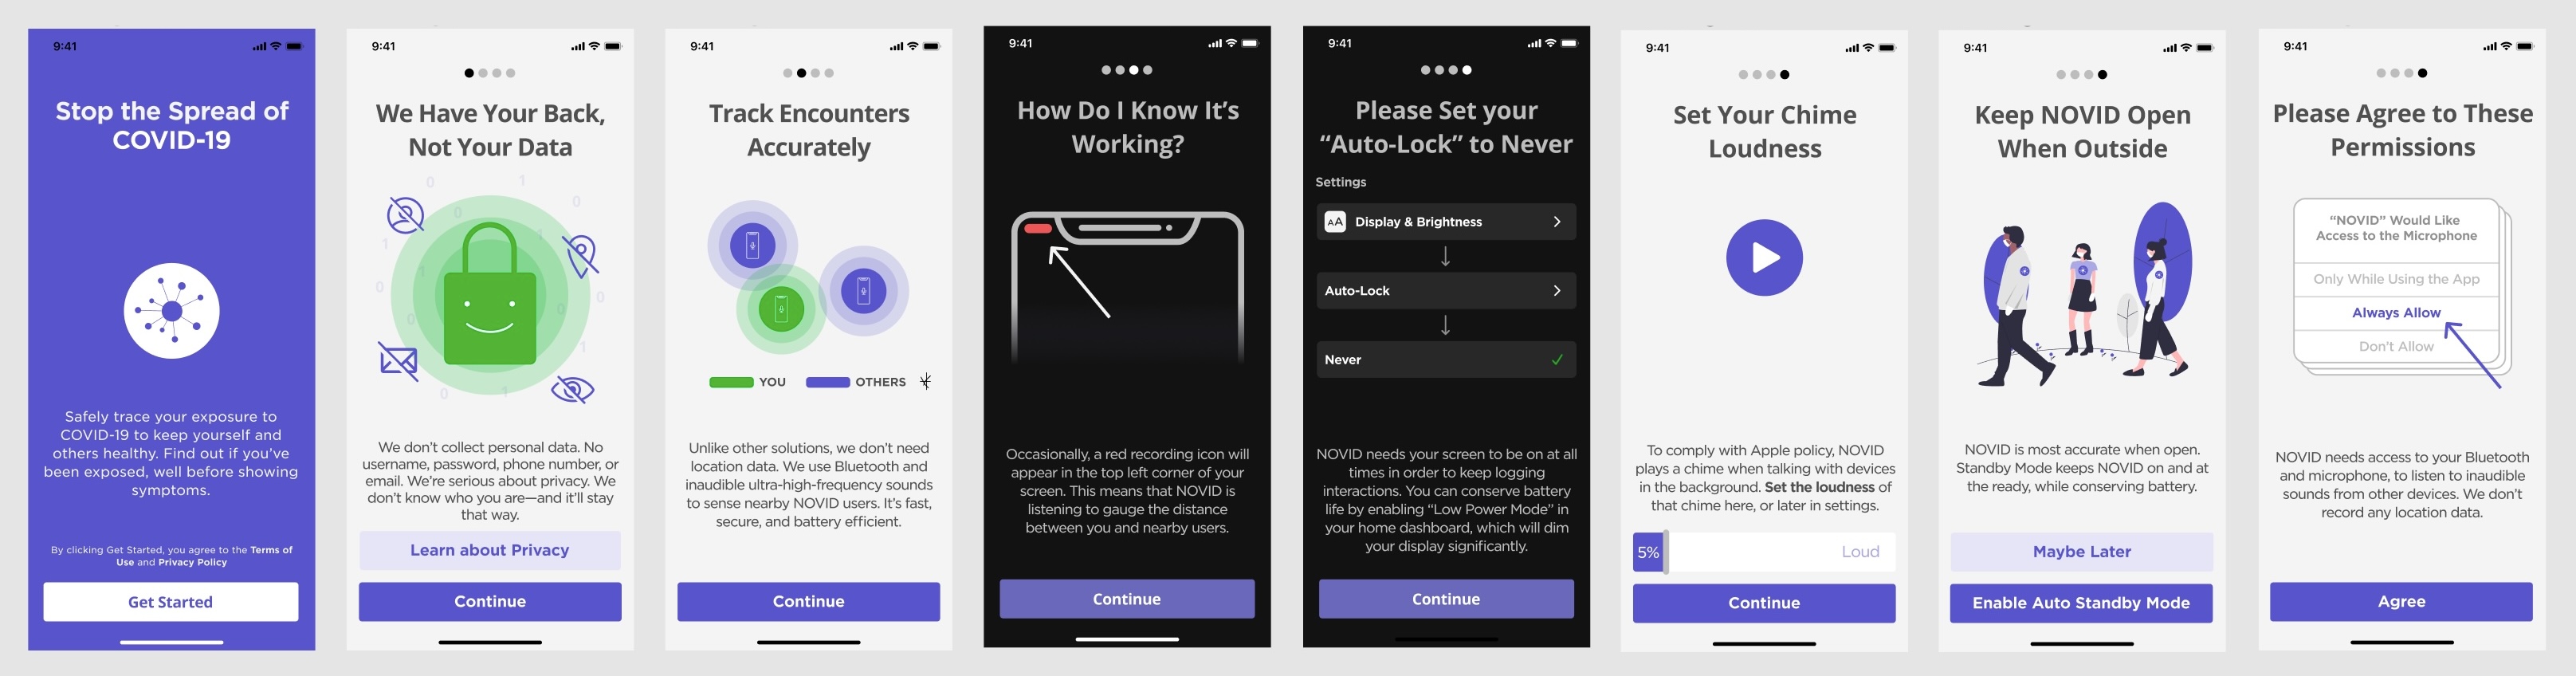 9:41
Stop the Spread of
COVID-19
Safely trace your exposure to
COVID-19 to keep yourself and
others healthy. Find out if you've
been exposed, well before showing
symptoms.
By clicking Get Started, you agree to the Terms of
Use and Privacy Policy
Get Started
9:41
We Have Your Back,
Not Your Data
0
1
0
0
1
1
1
0
0
0
0
1
0
1
We don't collect personal data. No
username, password, phone number, or
email. We're serious about privacy. We
don't know who you are—and it'll stay
that way.
Learn about Privacy
Continue
9:41
Track Encounters
Accurately
YOU
OTHERS
Unlike other solutions, we don't need
location data. We use Bluetooth and
inaudible ultra-high-frequency sounds
to sense nearby NOVID users. It's fast,
secure, and battery efficient.
Continue
9:41
How Do I Know It's
Working?
Occasionally, a red recording icon will
appear in the top left corner of your
screen. This means that NOVID is
listening to gauge the distance
between you and nearby users.
Continue
9:41
Please Set your
“Auto-Lock” to Never
Settings
AA Display & Brightness
Auto-Lock
Never
NOVID needs your screen to be on at all
times in order to keep logging
interactions. You can conserve battery
life by enabling “Low Power Mode” in
your home dashboard, which will dim
your display significantly.
Continue
9:41
Set Your Chime
Loudness
To comply with Apple policy, NOVID
plays a chime when talking with devices
in the background. Set the loudness of
that chime here, or later in settings.
5% Loud
Continue
9:41
Keep NOVID Open
When Outside
NOVID is most accurate when open.
Standby Mode keeps NOVID on and at
the ready, while conserving battery.
Maybe Later
Enable Auto Standby Mode
9:41
Please Agree to These
Permissions
“NOVID” Would Like
Access to the Microphone
Only While Using the App
Always Allow
Don't Allow
NOVID needs access to your Bluetooth
and microphone, to listen to inaudible
sounds from other devices. We don't
record any location data.
Agree